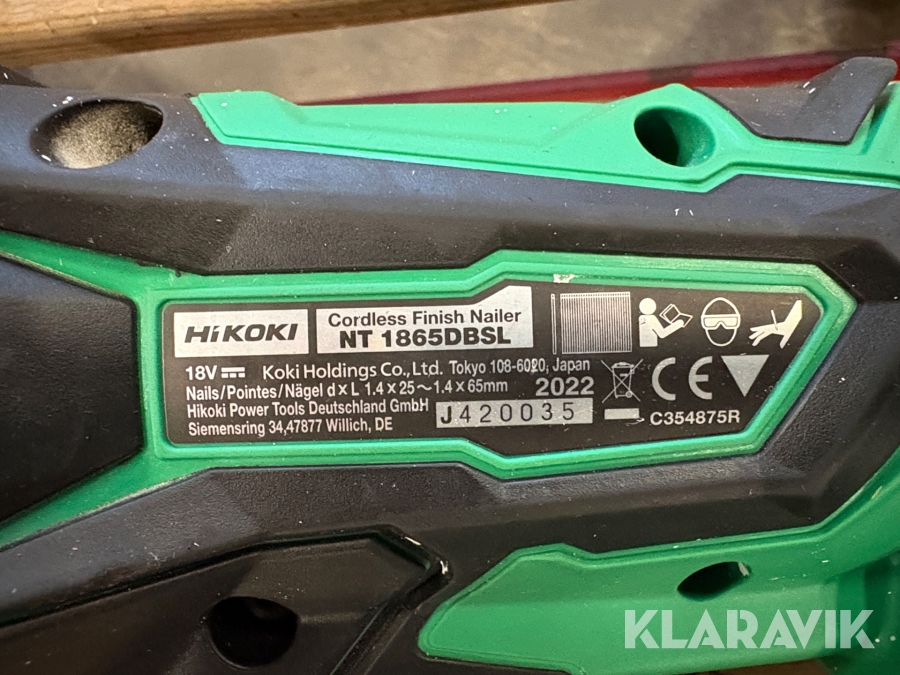 HiKOKI
Cordless Finish Nailer
NT 1865DBSL
18V Koki Holdings Co.,Ltd. Tokyo 108-6020, Japan
Nails/Pointes/Nägel d×L 1.4×25～1.4×65mm 2022
Hikoki Power Tools Deutschland GmbH
Siemensring 34,47877 Willich, DE
J420035
CE
C354875R
KLARAVIK